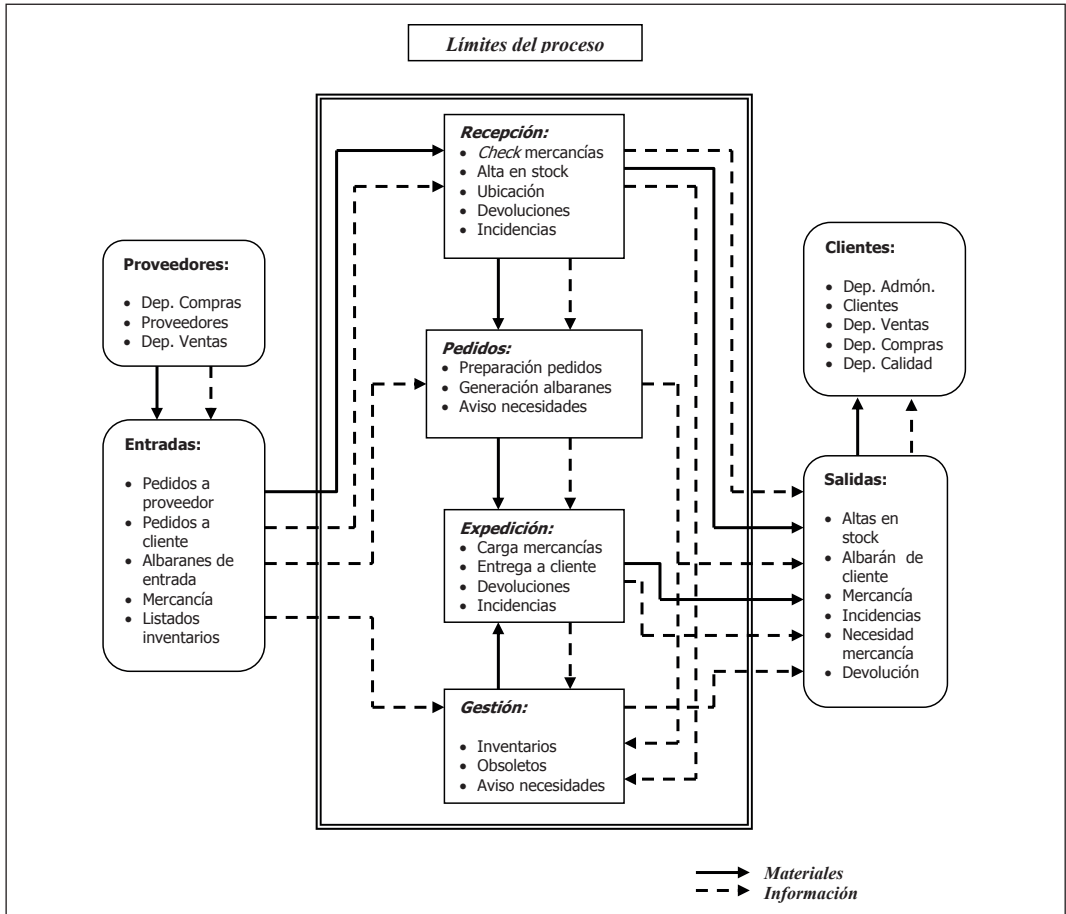 Límites del proceso
Recepción:
• Check mercancías
• Alta en stock
• Ubicación
• Devoluciones
• Incidencias
Proveedores:
• Dep. Compras
• Proveedores
• Dep. Ventas
Clientes:
• Dep. Admón.
• Clientes
• Dep. Ventas
• Dep. Compras
• Dep. Calidad
Pedidos:
• Preparación pedidos
• Generación albaranes
• Aviso necesidades
Entradas:
• Pedidos a
proveedor
• Pedidos a
cliente
• Albaranes de
entrada
• Mercancía
• Listados
inventarios
Expedición:
• Carga mercancías
• Entrega a cliente
• Devoluciones
• Incidencias
Salidas:
• Altas en
stock
• Albarán de
cliente
• Mercancía
• Incidencias
• Necesidad
mercancía
• Devolución
Gestión:
• Inventarios
• Obsoletos
• Aviso necesidades
Materiales
Información